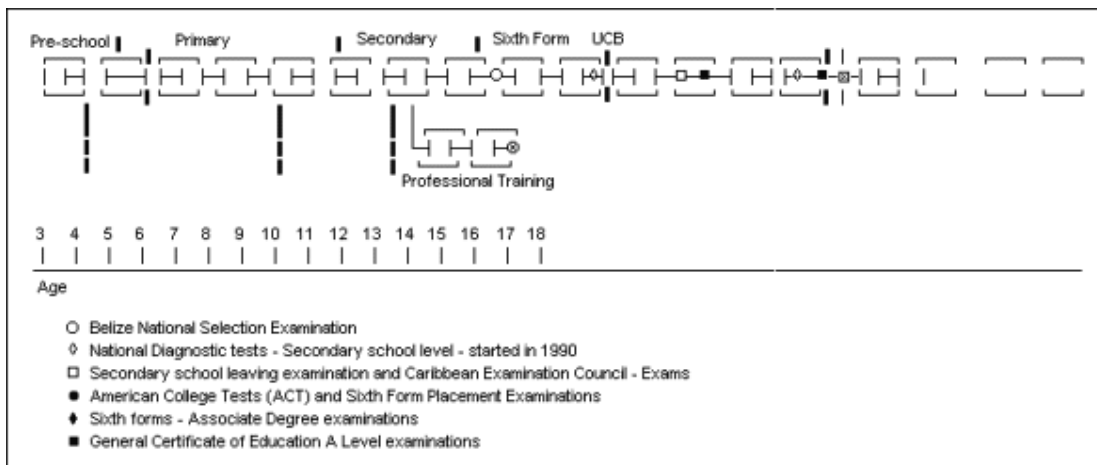 Pre-school Primary Secondary Sixth Form UCB
Professional Training
3 4 5 6 7 8 9 10 11 12 13 14 15 16 17 18
Age
Belize National Selection Examination
National Diagnostic tests - Secondary school level - started in 1990
Secondary school leaving examination and Caribbean Examination Council - Exams
American College Tests (ACT) and Sixth Form Placement Examinations
Sixth forms - Associate Degree examinations
General Certificate of Education A Level examinations